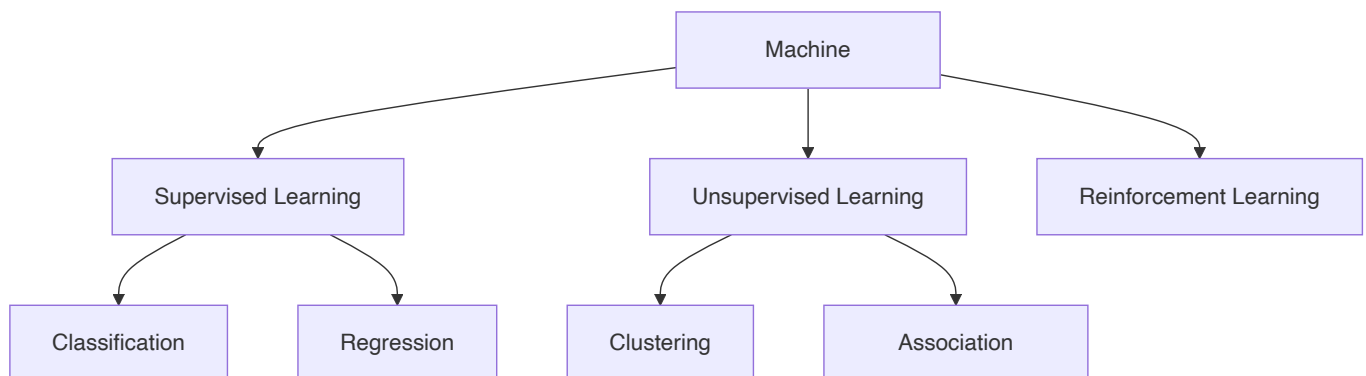 Machine
Supervised Learning
Unsupervised Learning
Reinforcement Learning
Classification
Regression
Clustering
Association